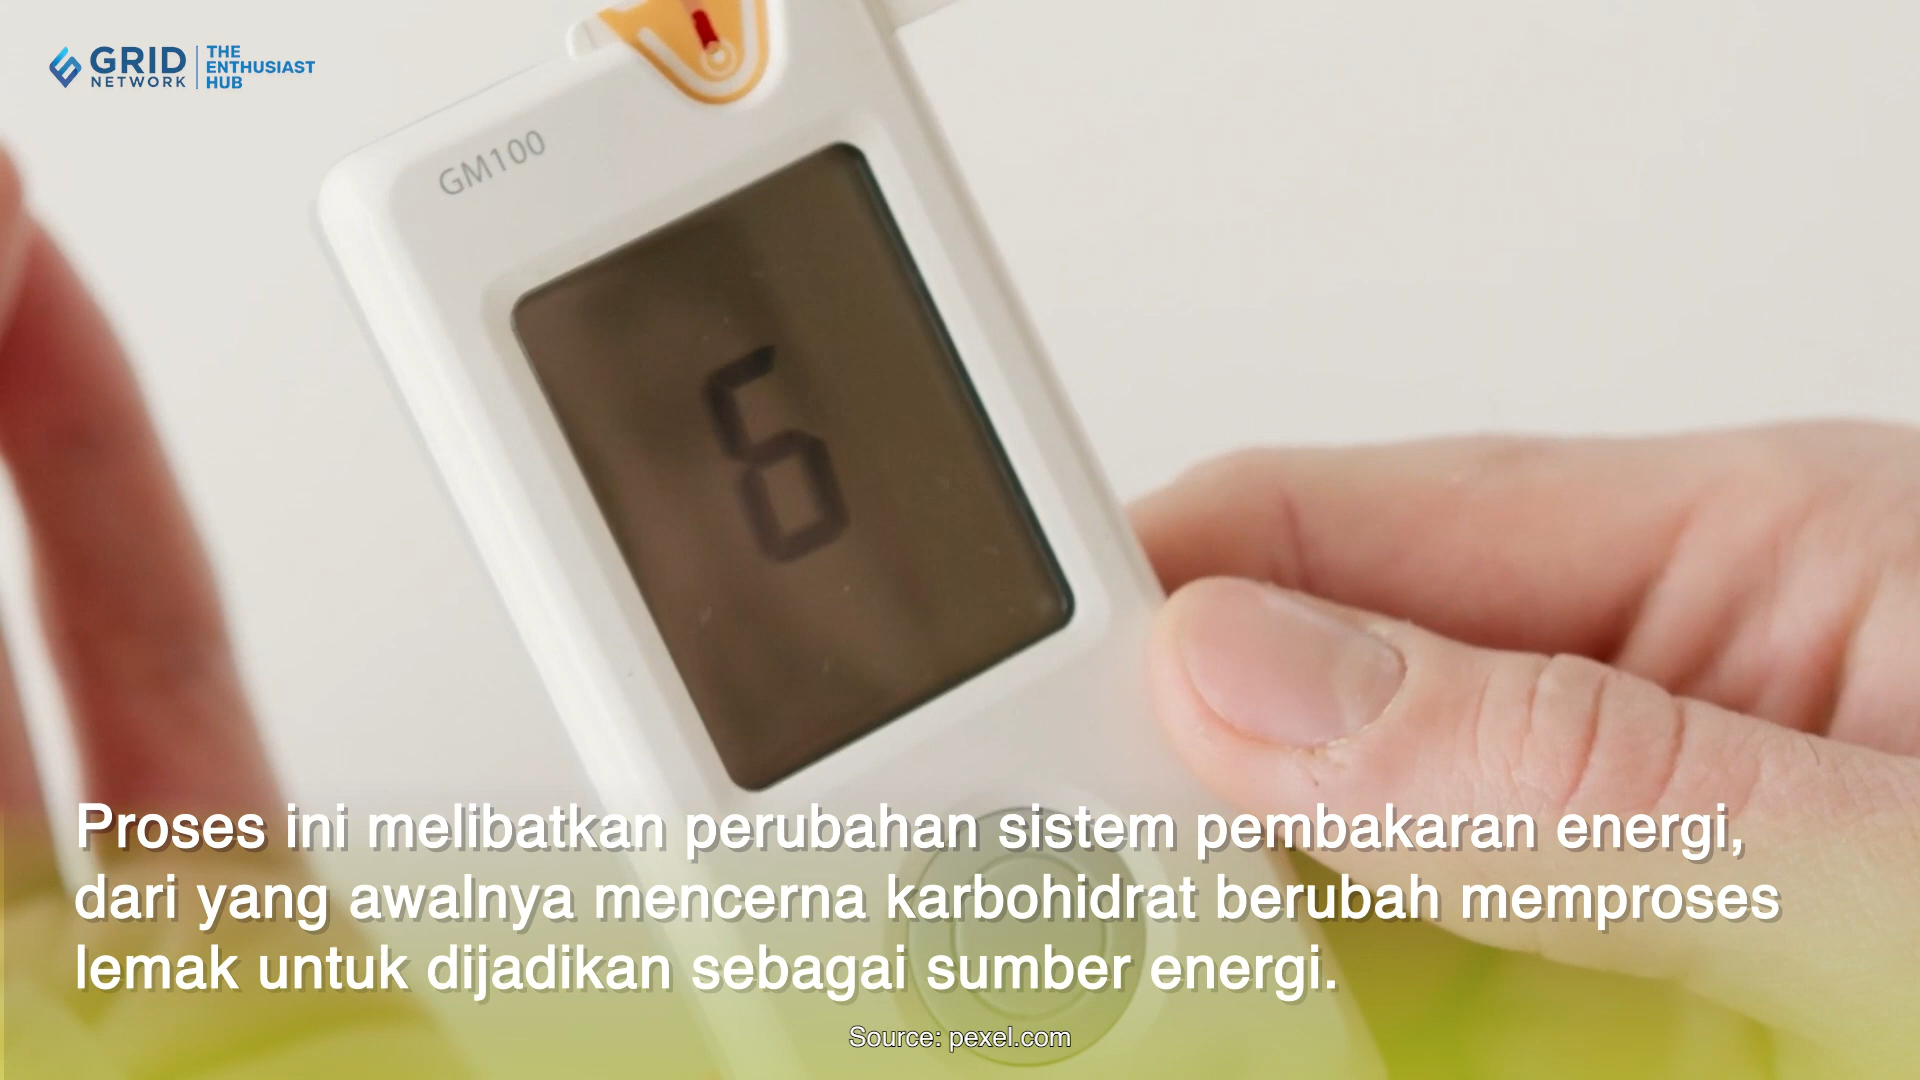 GRID
NETWORK
THE
ENTHUSIAST
HUB
GM100
6
Proses ini melibatkan perubahan sistem pembakaran energi,
dari yang awalnya mencerna karbohidrat berubah memproses
lemak untuk dijadikan sebagai sumber energi.
Source: pexel.com